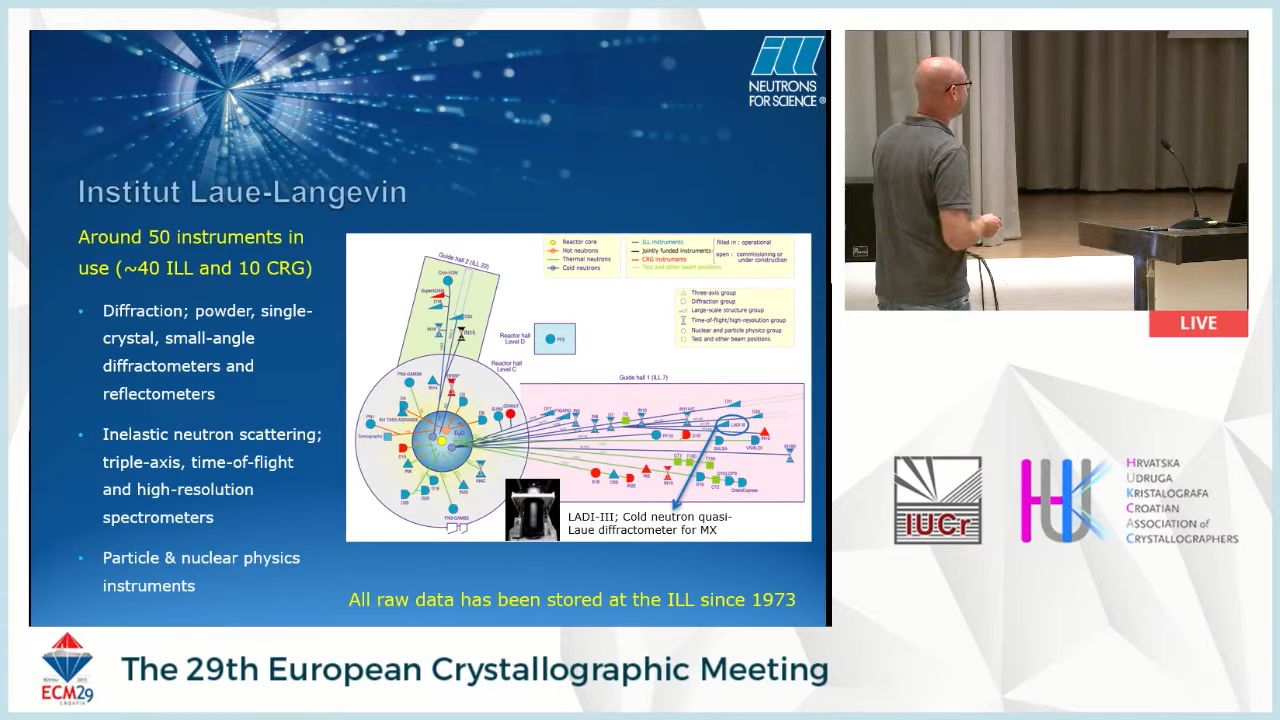 ill
NEUTRONS
FOR SCIENCE ®
Institut Laue-Langevin
Around 50 instruments in
use (~40 ILL and 10 CRG)
• Diffraction; powder, single-
crystal, small-angle
diffractometers and
reflectometers
• Inelastic neutron scattering;
triple-axis, time-of-flight
and high-resolution
spectrometers
• Particle & nuclear physics
instruments
Guide hall 2 (ILL 22)
Reactor core
Hot neutrons
Thermal neutrons
Cold neutrons
ILL instruments
Jointly funded instruments
CRG instruments
Test and other beam positions
filled in : operational
open : commissioning or
under construction
Three-axis group
Diffraction group
Large-scale structure group
Time-of-flight/high-resolution group
Nuclear and particle physics group
Test and other beam positions
Reactor hall
Level D
PF2
Reactor hall
Level C
Guide hall 1 (ILL 7)
LADI-III; Cold neutron quasi-
Laue diffractometer for MX
All raw data has been stored at the ILL since 1973
LIVE
IUCr
HRVATSKA
UDRUGA
KRISTALOGRAFA
CROATIAN
ASSOCIATION of
CRYSTALLOGRAPHERS
ECM29
CROATIA
The 29th European Crystallographic Meeting